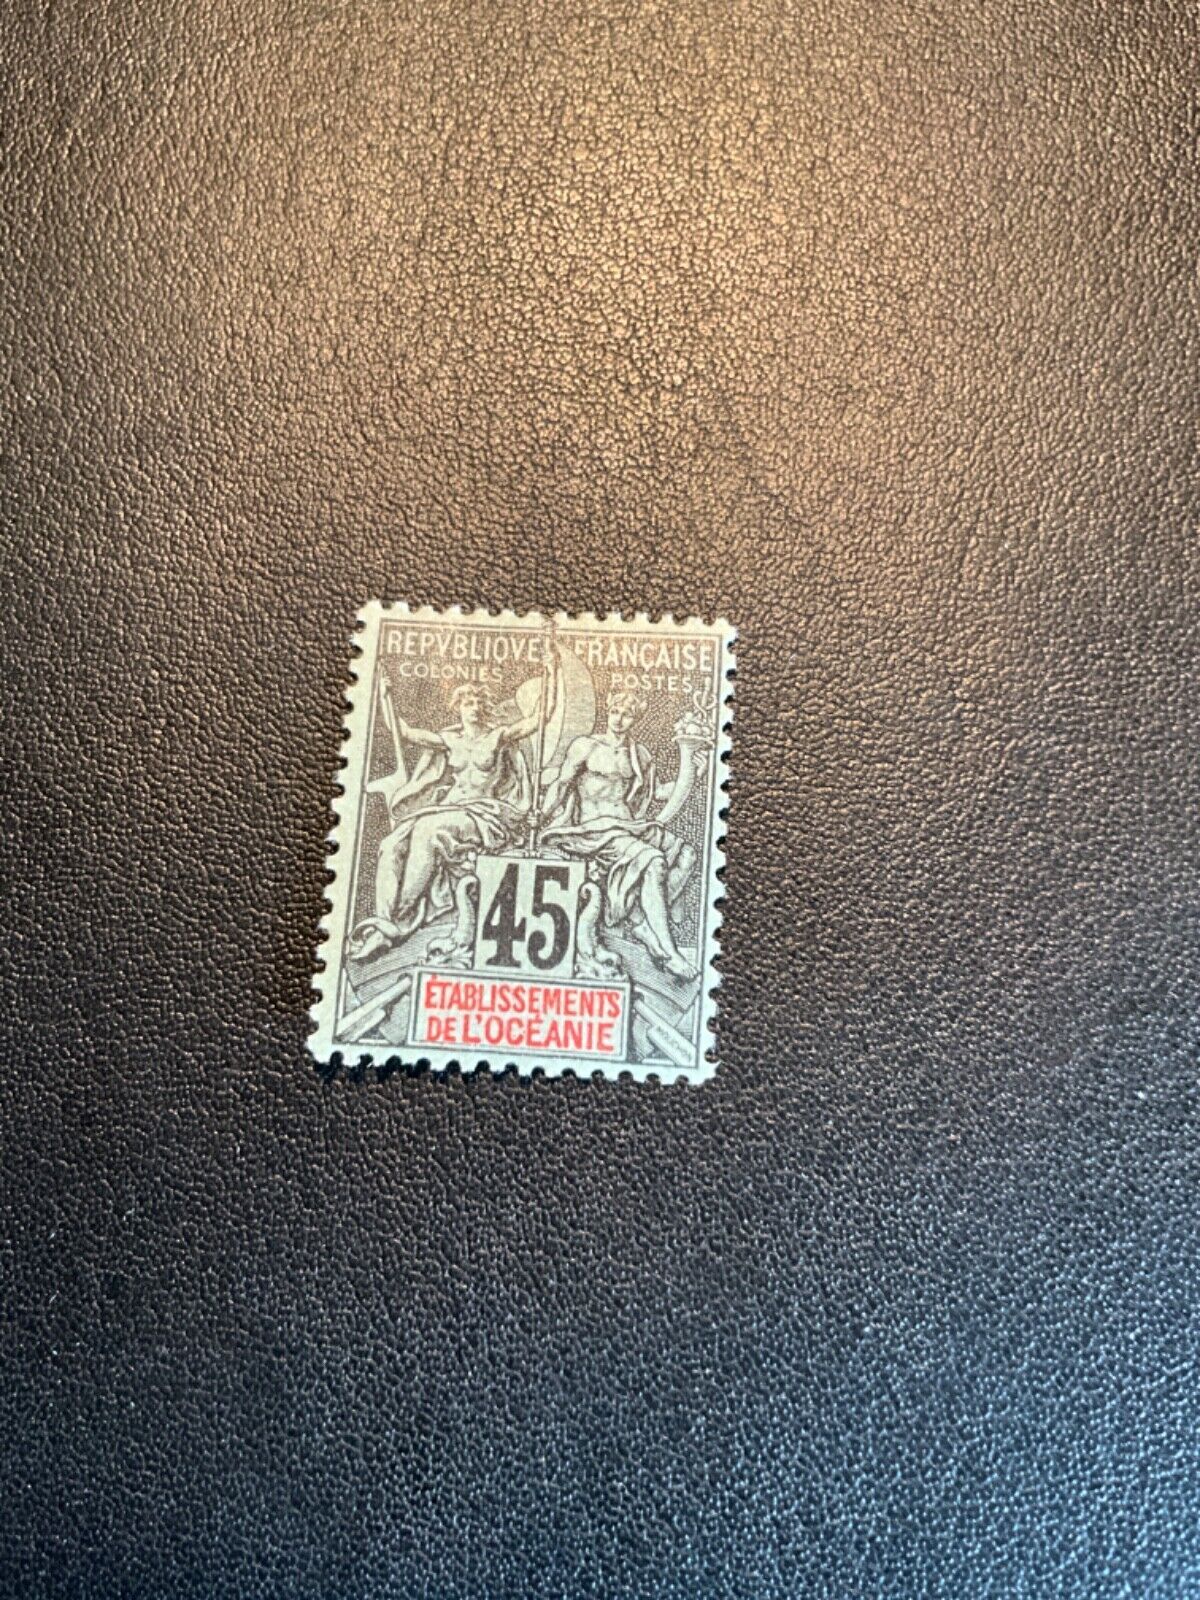 REPVBLIQVE FRANÇAISE
COLONIES POSTES
45
ÉTABLISSEMENTS
DE L'OCÉANIE